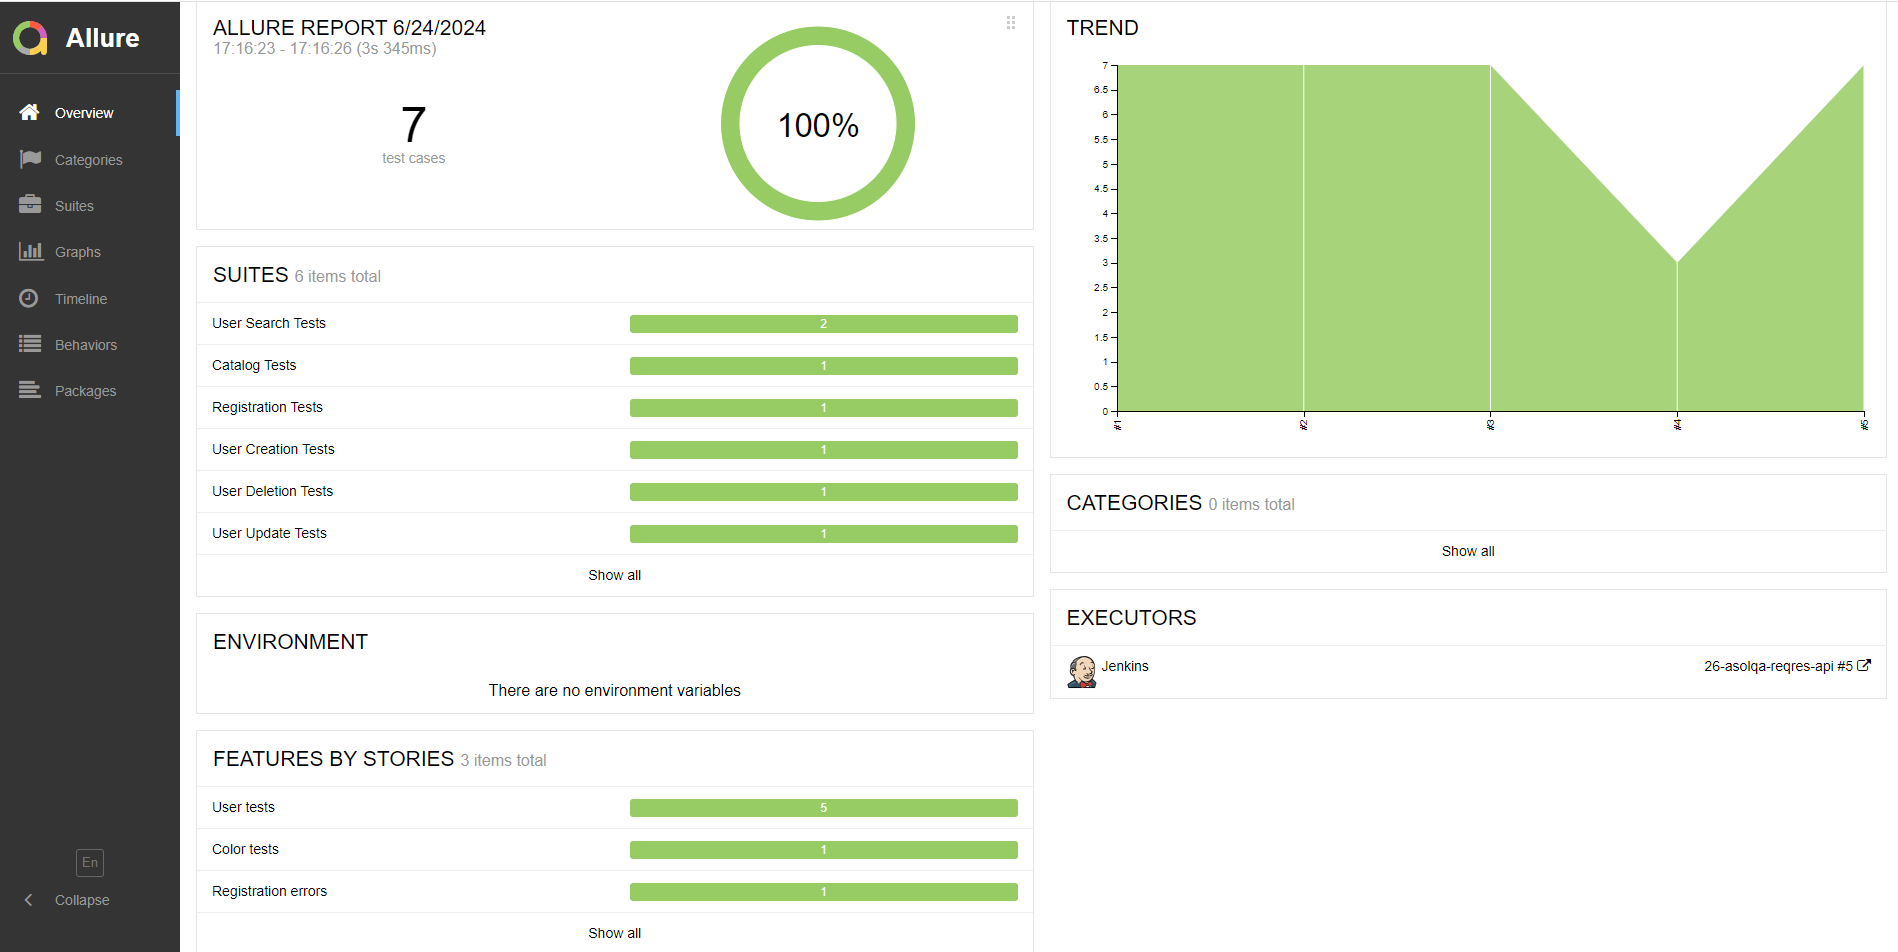 Allure
Overview
Categories
Suites
Graphs
Timeline
Behaviors
Packages
En
Collapse
ALLURE REPORT 6/24/2024
17:16:23 - 17:16:26 (3s 345ms)
7
test cases
100%
SUITES 6 items total
User Search Tests 2
Catalog Tests 1
Registration Tests 1
User Creation Tests 1
User Deletion Tests 1
User Update Tests 1
Show all
ENVIRONMENT
There are no environment variables
FEATURES BY STORIES 3 items total
User tests 5
Color tests 1
Registration errors 1
Show all
TREND
7
6.5
6
5.5
5
4.5
4
3.5
3
2.5
2
1.5
1
0.5
0
#1 #2 #3 #4 #5
CATEGORIES 0 items total
Show all
EXECUTORS
Jenkins 26-asolqa-reqres-api #5